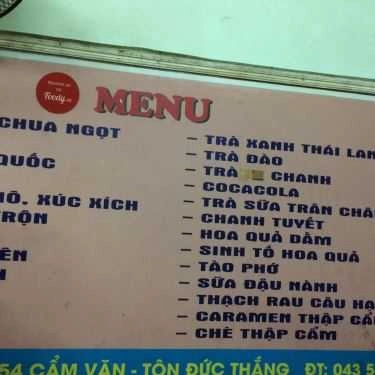 Foody.vn
MENU
CHUA NGỌT
QUỐC
XÚC XÍCH
TRỘN
- TRÀ XANH THÁI LAN
- TRÀ ĐÀO
- TRÀ CHANH
- COCACOLA
- TRÀ SỮA TRÂN CHÂ
- CHANH TUYẾT
- HOA QUẢ DẦM
- SINH TỐ HOA QUẢ
- TÀO PHỚ
- SỮA ĐẬU NÀNH
- THẠCH RAU CÂU HẠ
- CARAMEN THẬP CẨ
- CHÈ THẬP CẨM
54 CẨM VĂN - TÔN ĐỨC THẮNG ĐT: 043 5